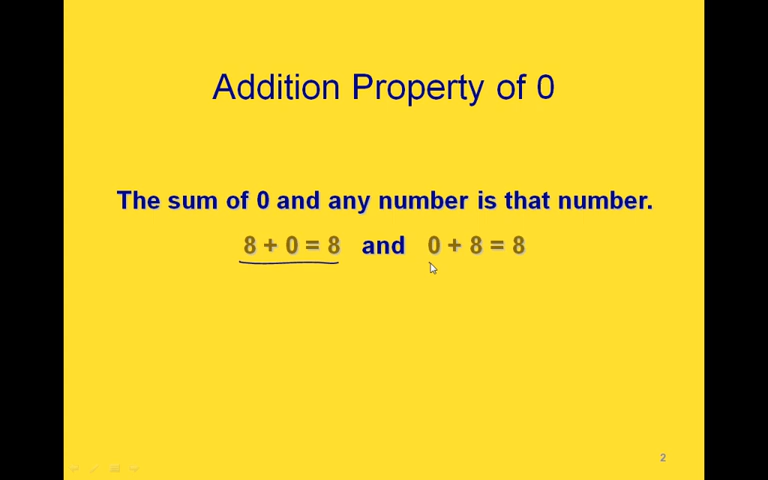 Addition Property of 0
The sum of 0 and any number is that number.
8 + 0 = 8 and 0 + 8 = 8
2